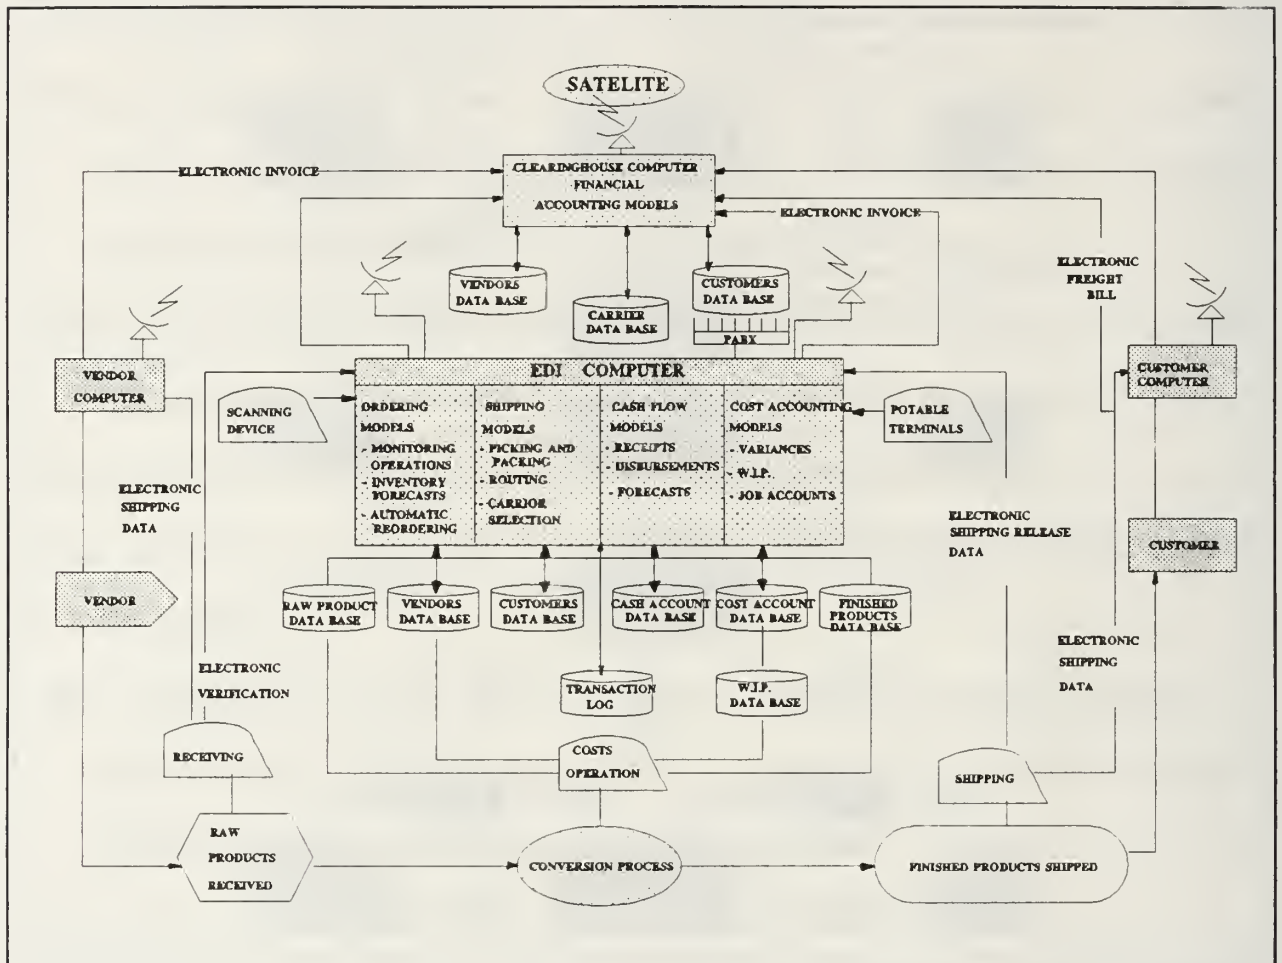 SATELITE
CLEARINGHOUSE COMPUTER
FINANCIAL
ACCOUNTING MODELS
ELECTRONIC INVOICE
ELECTRONIC INVOICE
VENDORS
DATA BASE
CARRIER
DATA BASE
CUSTOMERS
DATA BASE
PABX
ELECTRONIC
FREIGHT
BILL
VENDOR
COMPUTER
CUSTOMER
COMPUTER
EDI COMPUTER
SCANNING
DEVICE
POTABLE
TERMINALS
ORDERING
MODELS
- MONITORING
OPERATIONS
- INVENTORY
FORECASTS
- AUTOMATIC
REORDERING
SHIPPING
MODELS
- PICKING AND
PACKING
- ROUTING
- CARRIOR
SELECTION
CASH FLOW
MODELS
- RECEIPTS
- DISBURSEMENTS
- FORECASTS
COST ACCOUNTING
MODELS
- VARIANCES
- W.I.P.
- JOB ACCOUNTS
ELECTRONIC
SHIPPING
DATA
ELECTRONIC
SHIPPING RELEASE
DATA
CUSTOMER
VENDOR
RAW PRODUCT
DATA BASE
VENDORS
DATA BASE
CUSTOMERS
DATA BASE
CASH ACCOUNT
DATA BASE
COST ACCOUNT
DATA BASE
FINISHED
PRODUCTS
DATA BASE
ELECTRONIC
VERIFICATION
TRANSACTION
LOG
W.I.P.
DATA BASE
ELECTRONIC
SHIPPING
DATA
RECEIVING
COSTS
OPERATION
SHIPPING
RAW
PRODUCTS
RECEIVED
CONVERSION PROCESS
FINISHED PRODUCTS SHIPPED